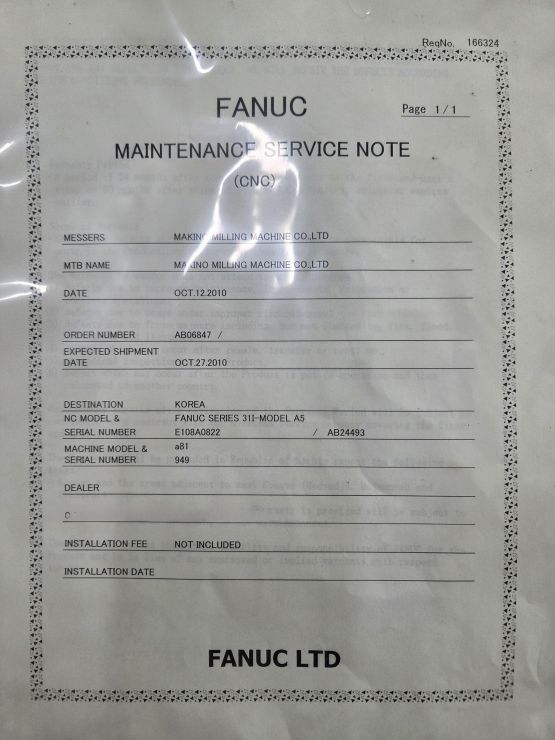 ReqNo. 166324
FANUC
Page 1/1
MAINTENANCE SERVICE NOTE
(CNC)
MESSERS MAKINO MILLING MACHINE CO.,LTD
MTB NAME MAKINO MILLING MACHINE CO.,LTD
DATE OCT.12.2010
ORDER NUMBER AB06847 /
EXPECTED SHIPMENT
DATE OCT.27.2010
DESTINATION KOREA
NC MODEL & FANUC SERIES 31I-MODEL A5
SERIAL NUMBER E108A0822 / AB24493
MACHINE MODEL & a81
SERIAL NUMBER 949
DEALER
INSTALLATION FEE NOT INCLUDED
INSTALLATION DATE
FANUC LTD